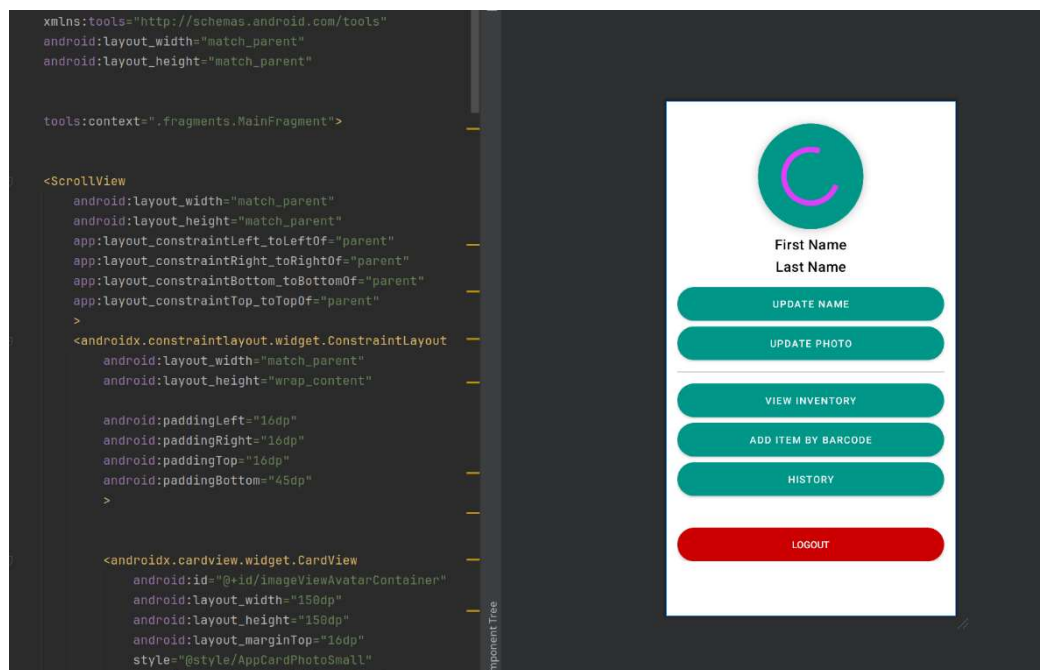 xmlns:tools="http://schemas.android.com/tools"
android:layout_width="match_parent"
android:layout_height="match_parent"
tools:context=".fragments.MainFragment">
<ScrollView
android:layout_width="match_parent"
android:layout_height="match_parent"
app:layout_constraintLeft_toLeftOf="parent"
app:layout_constraintRight_toRightOf="parent"
app:layout_constraintBottom_toBottomOf="parent"
app:layout_constraintTop_toTopOf="parent"
>
<androidx.constraintlayout.widget.ConstraintLayout
android:layout_width="match_parent"
android:layout_height="wrap_content"
android:paddingLeft="16dp"
android:paddingRight="16dp"
android:paddingTop="16dp"
android:paddingBottom="45dp"
>
<androidx.cardview.widget.CardView
android:id="@+id/imageViewAvatarContainer"
android:layout_width="150dp"
android:layout_height="150dp"
android:layout_marginTop="16dp"
style="@style/AppCardPhotoSmall"
First Name
Last Name
UPDATE NAME
UPDATE PHOTO
VIEW INVENTORY
ADD ITEM BY BARCODE
HISTORY
LOGOUT